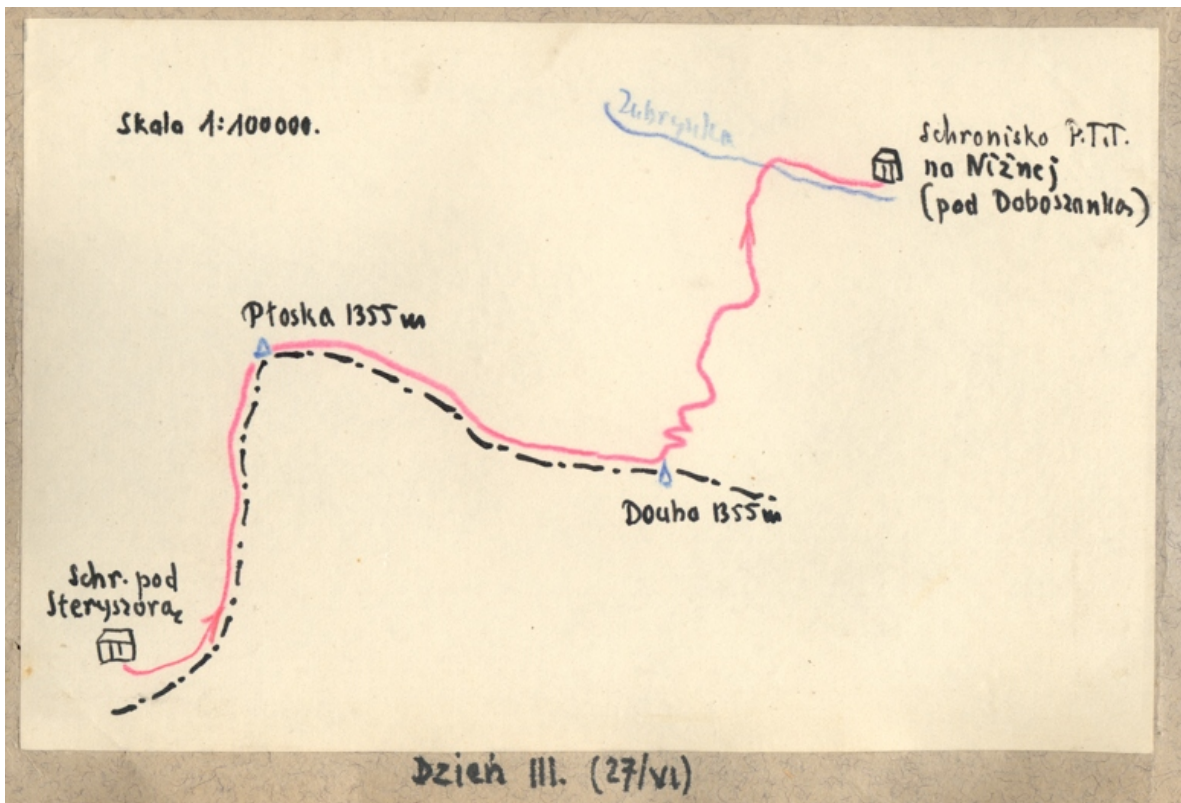 Skala 1:100000.
Zubrynka
schronisko P.T.T.
na Niżnej
(pod Doboszanką)
Płoska 1355 m
Douha 1355 m
Schr. pod
Steryszorą
Dzień III. (27/VI)